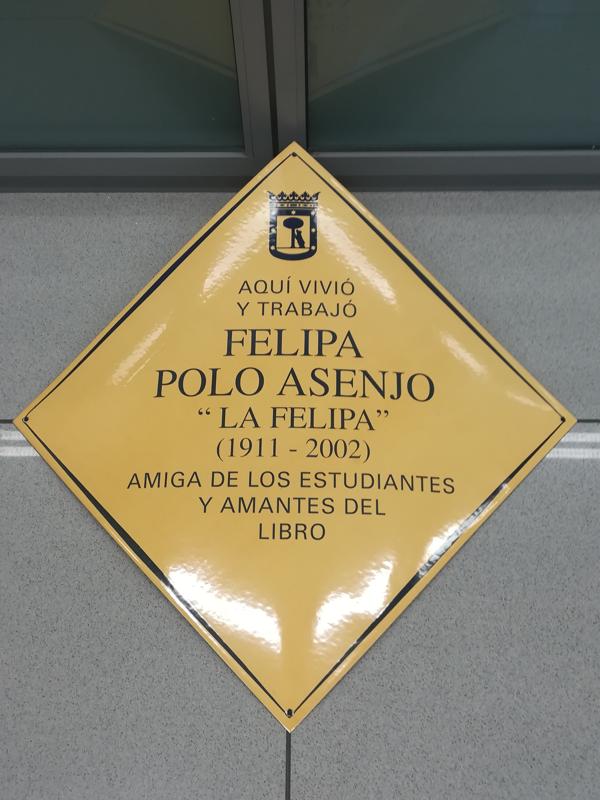 AQUÍ VIVIÓ
Y TRABAJÓ
FELIPA
POLO ASENJO
“ LA FELIPA”
(1911 - 2002)
AMIGA DE LOS ESTUDIANTES
Y AMANTES DEL
LIBRO